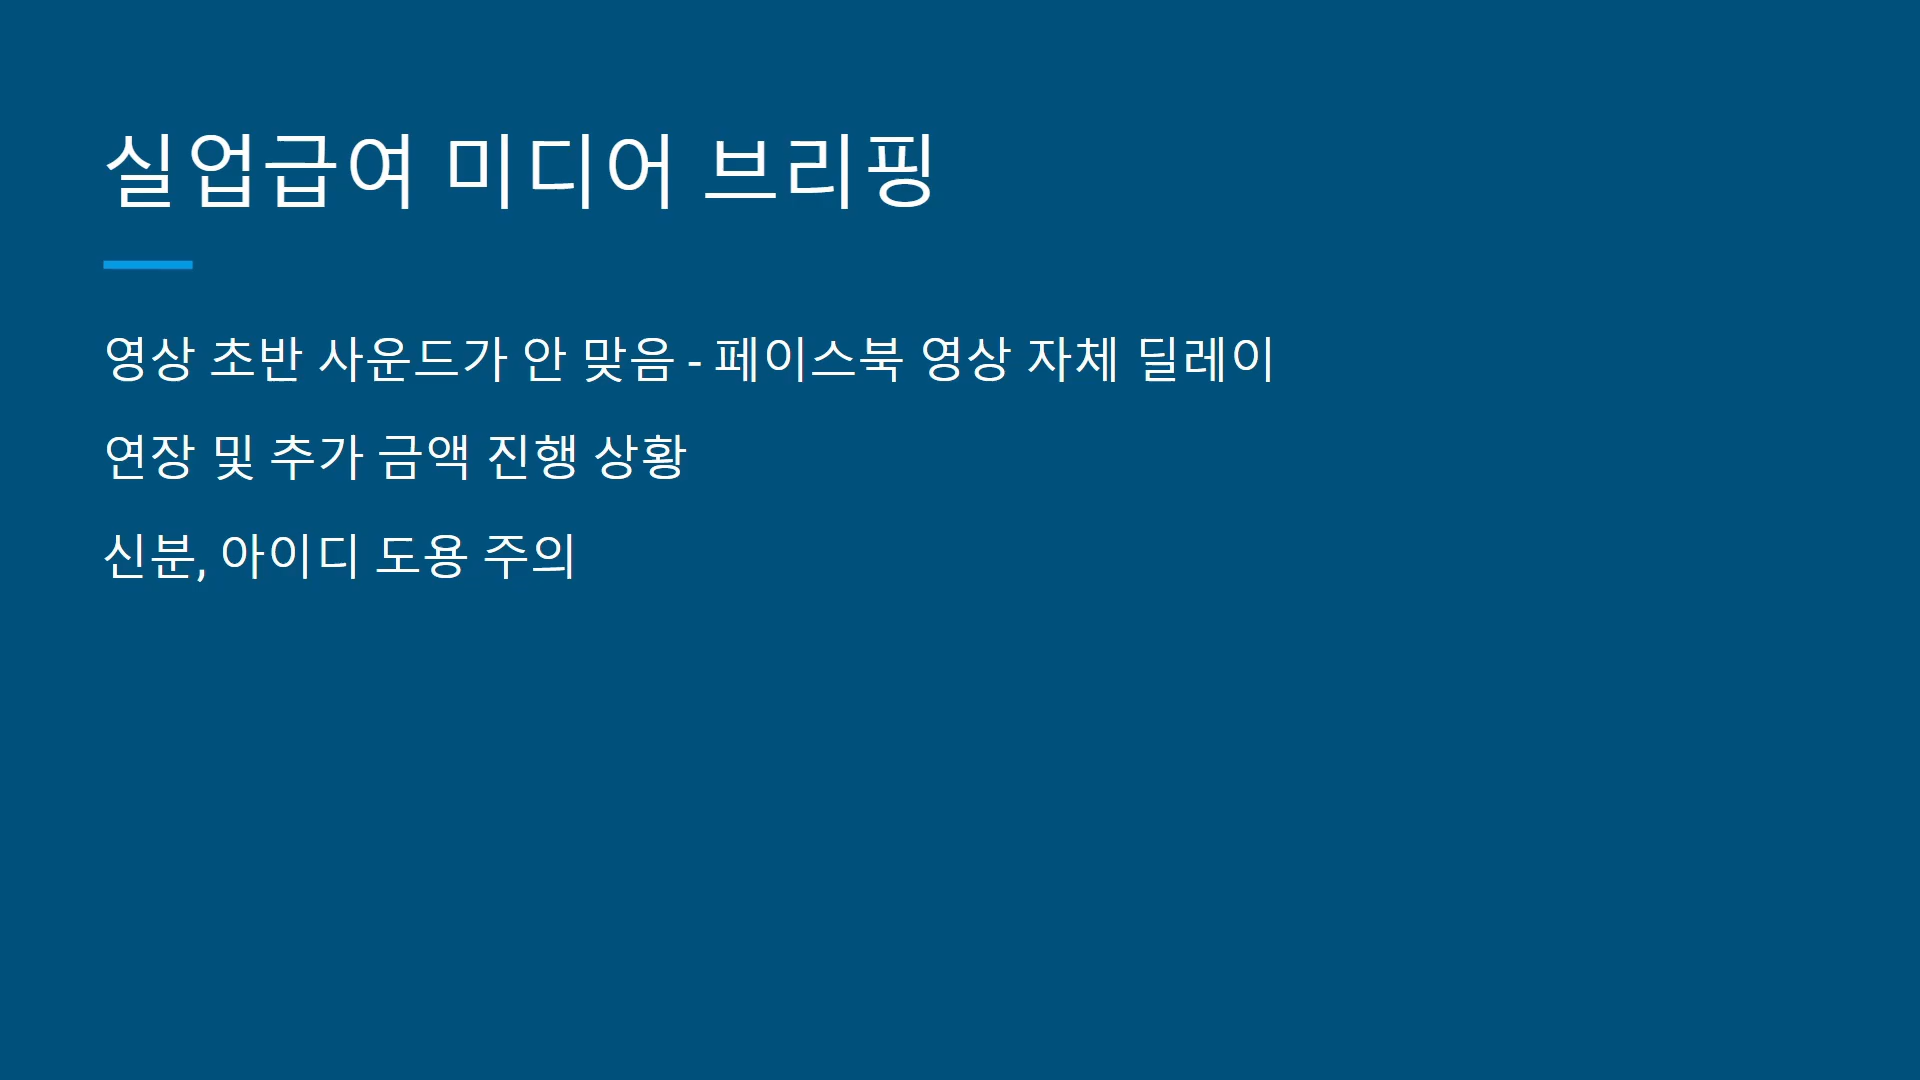 실업급여 미디어 브리핑
영상 초반 사운드가 안 맞음 - 페이스북 영상 자체 딜레이
연장 및 추가 금액 진행 상황
신분, 아이디 도용 주의